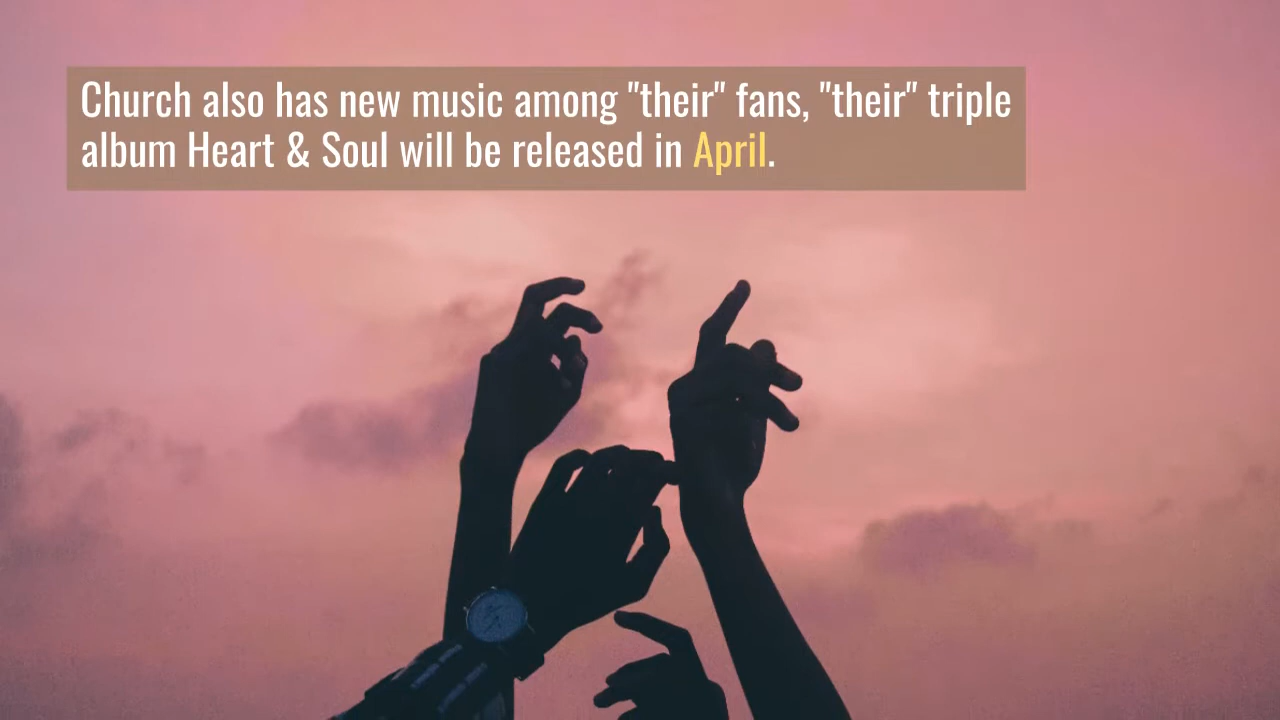 Church also has new music among "their" fans, "their" triple
album Heart & Soul will be released in April.